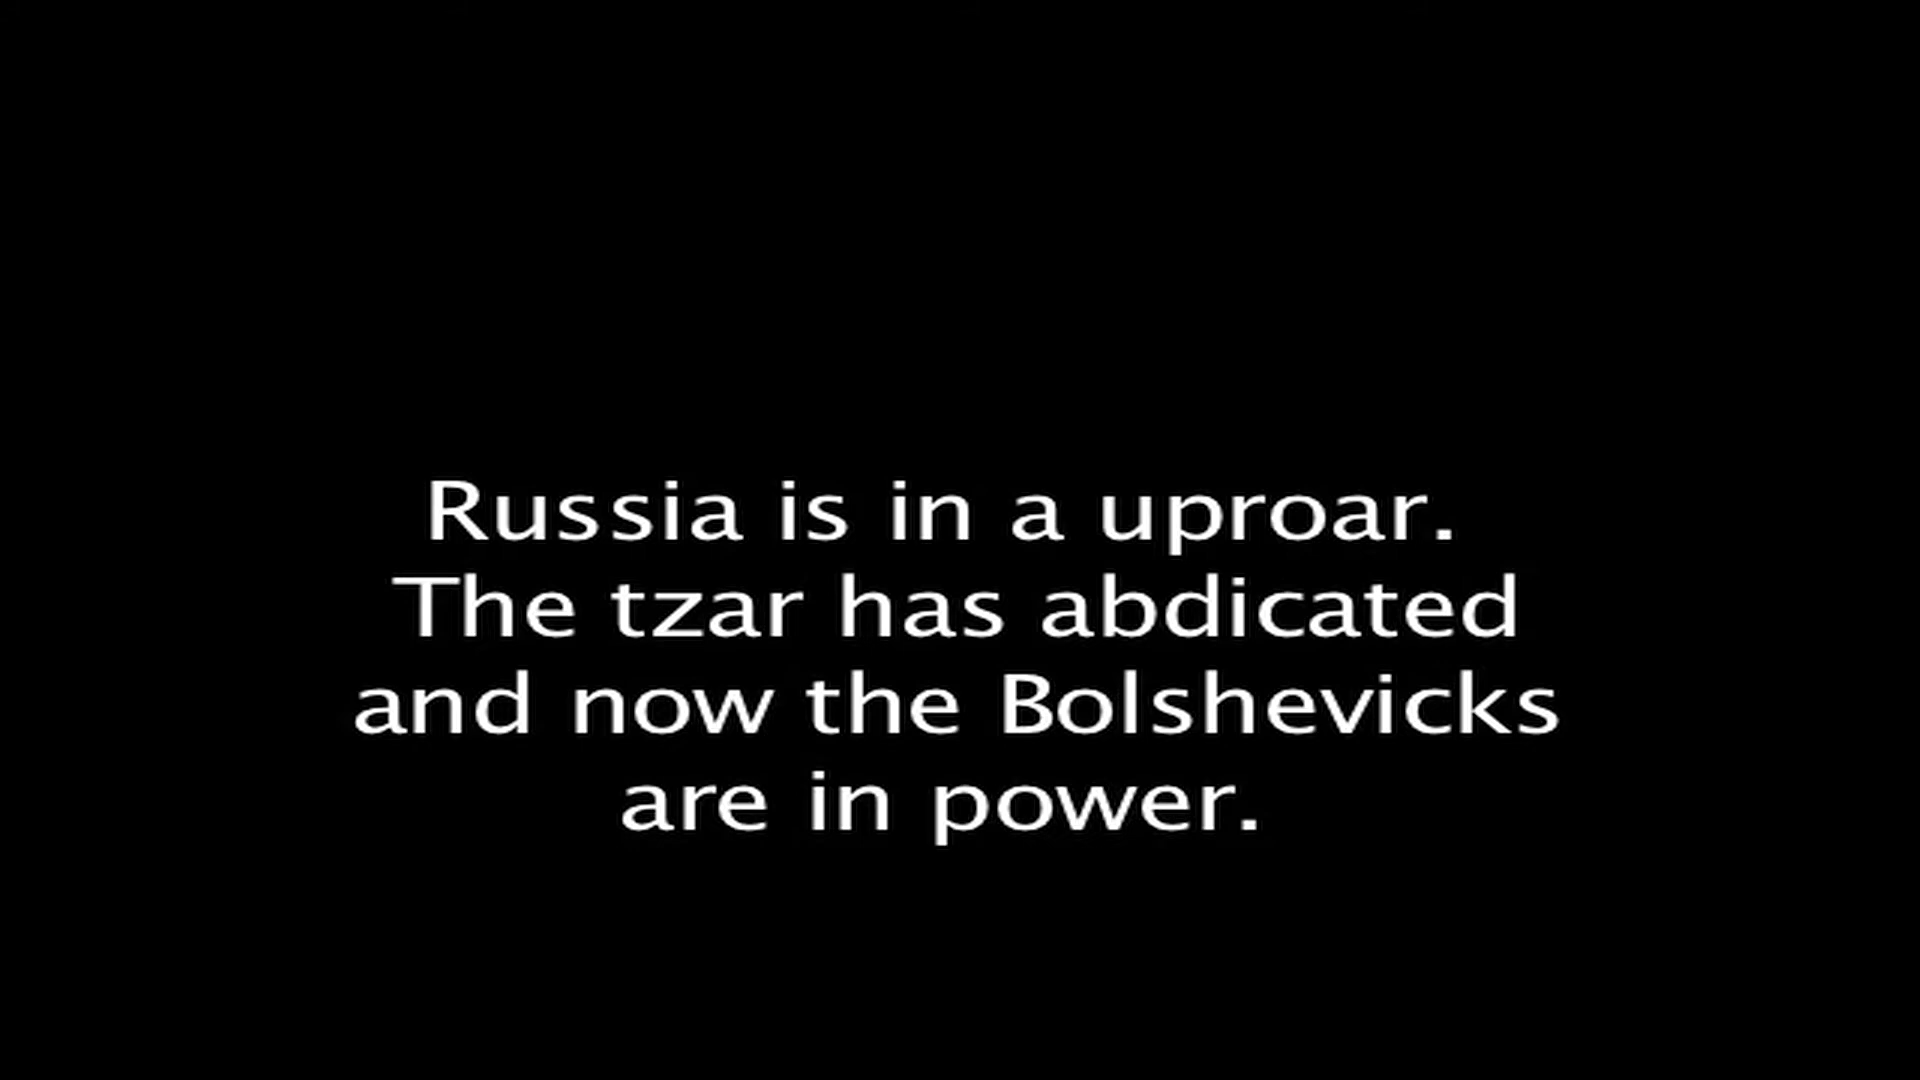 Russia is in a uproar.
The tzar has abdicated
and now the Bolshevicks
are in power.